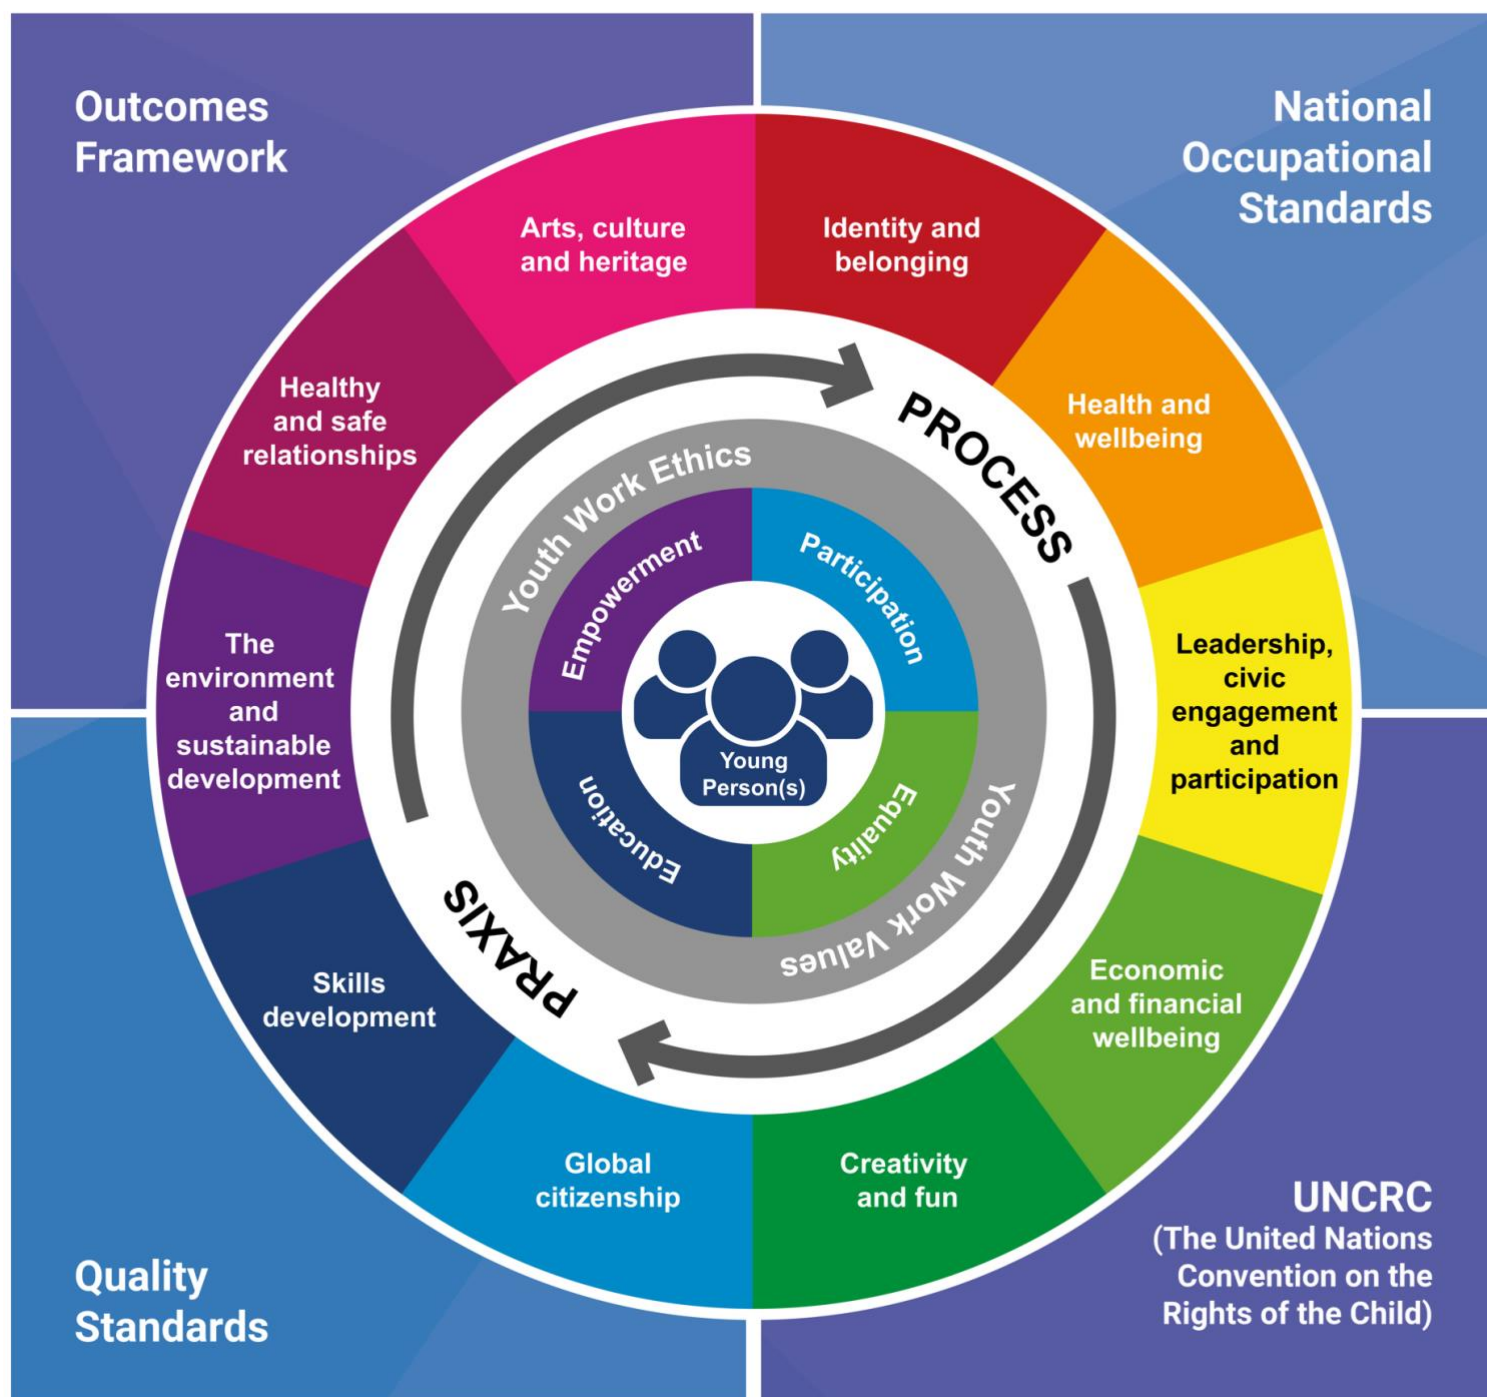 Outcomes
Framework
National
Occupational
Standards
Arts, culture
and heritage
Identity and
belonging
Healthy
and safe
relationships
Health and
wellbeing
The
environment
and
sustainable
development
Leadership,
civic
engagement
and
participation
Skills
development
Economic
and financial
wellbeing
Global
citizenship
Creativity
and fun
PROCESS
PRAXIS
Youth Work Ethics
Youth Work Values
Empowerment
Participation
Education
Equality
Young
Person(s)
Quality
Standards
UNCRC
(The United Nations
Convention on the
Rights of the Child)